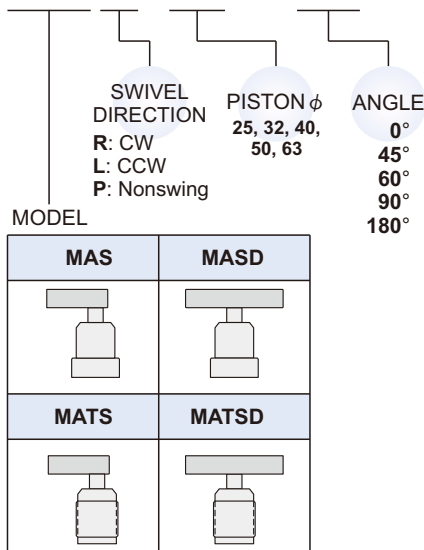 SWIVEL
DIRECTION
R: CW
L: CCW
P: Nonswing
PISTON ϕ
25, 32, 40,
50, 63
ANGLE
0°
45°
60°
90°
180°
MODEL
MAS MASD
MATS MATSD